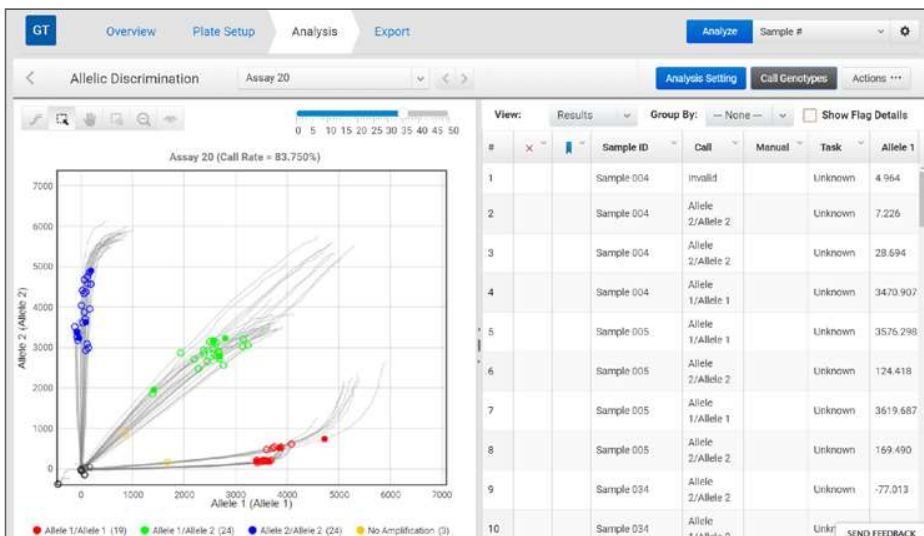 GT Overview Plate Setup Analysis Export Analyze Sample #
Allelic Discrimination Assay 20 Analysis Setting Call Genotypes Actions ···
0 5 10 15 20 25 30 35 40 45 50
View: Results Group By: -- None -- Show Flag Details
# Sample ID Call Manual Task Allele 1
Assay 20 (Call Rate = 83.750%)
7000
6000
5000
4000
3000
2000
1000
0
Allele 2 (Allele 2)
0 1000 2000 3000 4000 5000 6000 7000
Allele 1 (Allele 1)
Allele 1/Allele 1 (19) Allele 1/Allele 2 (24) Allele 2/Allele 2 (24) No Amplification (3)
1 Sample 004 Invalid Unknown 4.964
2 Sample 004 Allele 2/Allele 2 Unknown 7.226
3 Sample 004 Allele 2/Allele 2 Unknown 28.694
4 Sample 004 Allele 1/Allele 1 Unknown 3470.907
5 Sample 005 Allele 1/Allele 1 Unknown 3576.298
6 Sample 005 Allele 2/Allele 2 Unknown 124.418
7 Sample 005 Allele 1/Allele 1 Unknown 3619.687
8 Sample 005 Allele 2/Allele 2 Unknown 169.490
9 Sample 034 Allele 2/Allele 2 Unknown -77.013
10 Sample 034 Allele
SEND FEEDBACK